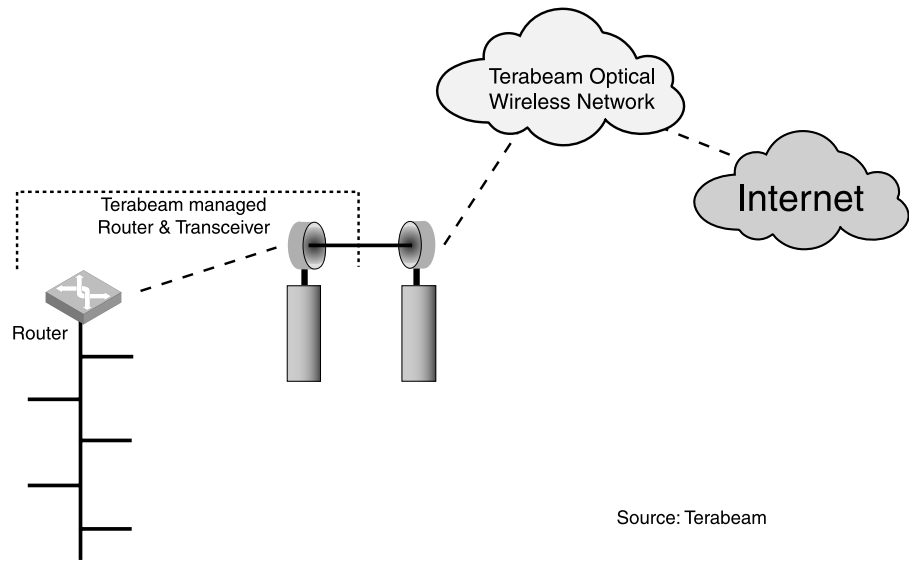 Terabeam Optical
Wireless Network
Internet
Terabeam managed
Router & Transceiver
Router
Source: Terabeam